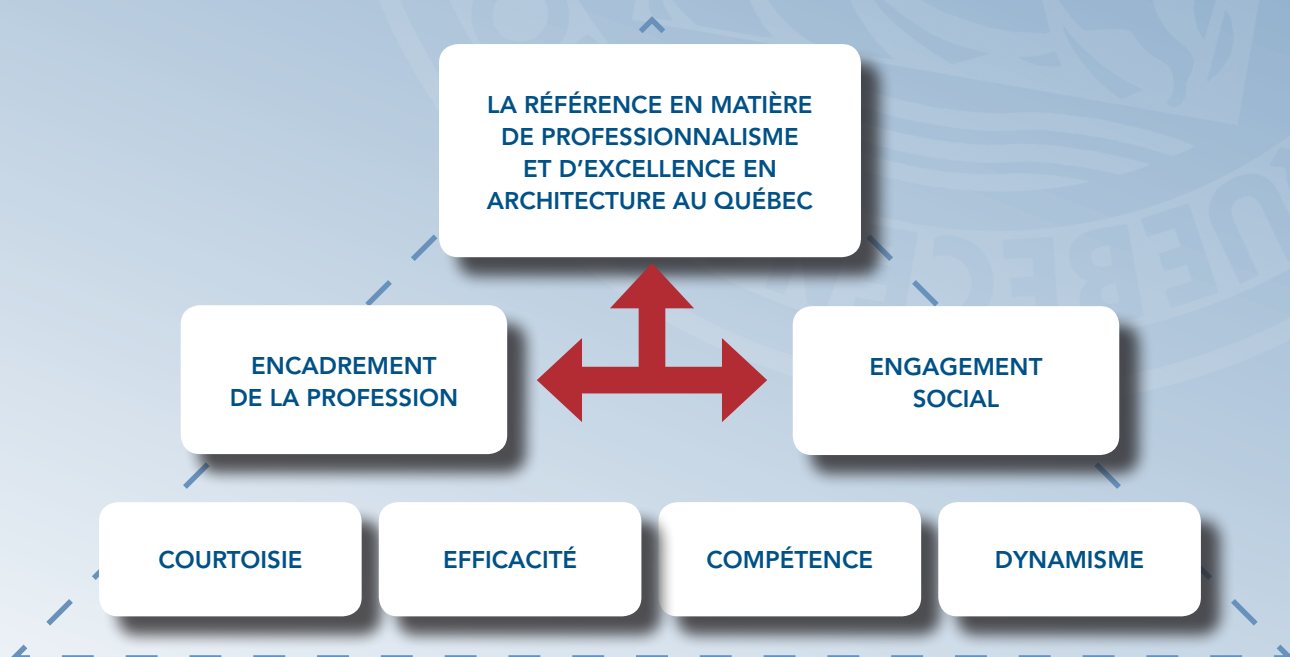 LA RÉFÉRENCE EN MATIÈRE
DE PROFESSIONNALISME
ET D'EXCELLENCE EN
ARCHITECTURE AU QUÉBEC
ENCADREMENT
DE LA PROFESSION
ENGAGEMENT
SOCIAL
COURTOISIE
EFFICACITÉ
COMPÉTENCE
DYNAMISME